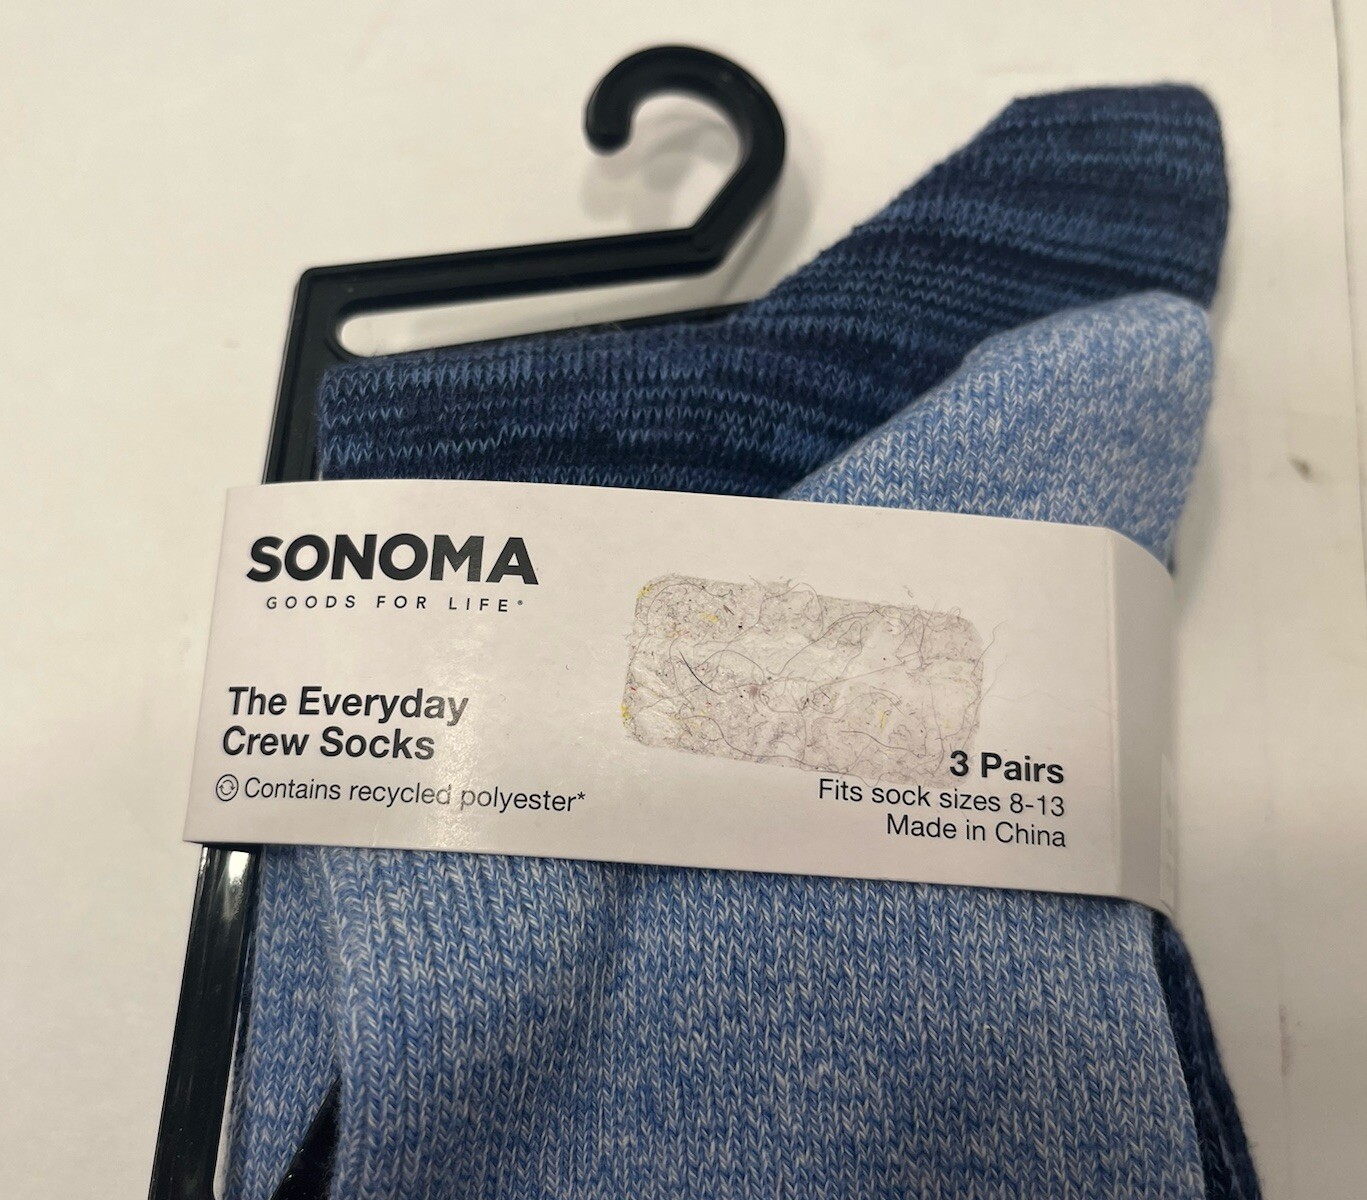 SONOMA
GOODS FOR LIFE®
The Everyday
Crew Socks
Contains recycled polyester*
3 Pairs
Fits sock sizes 8-13
Made in China